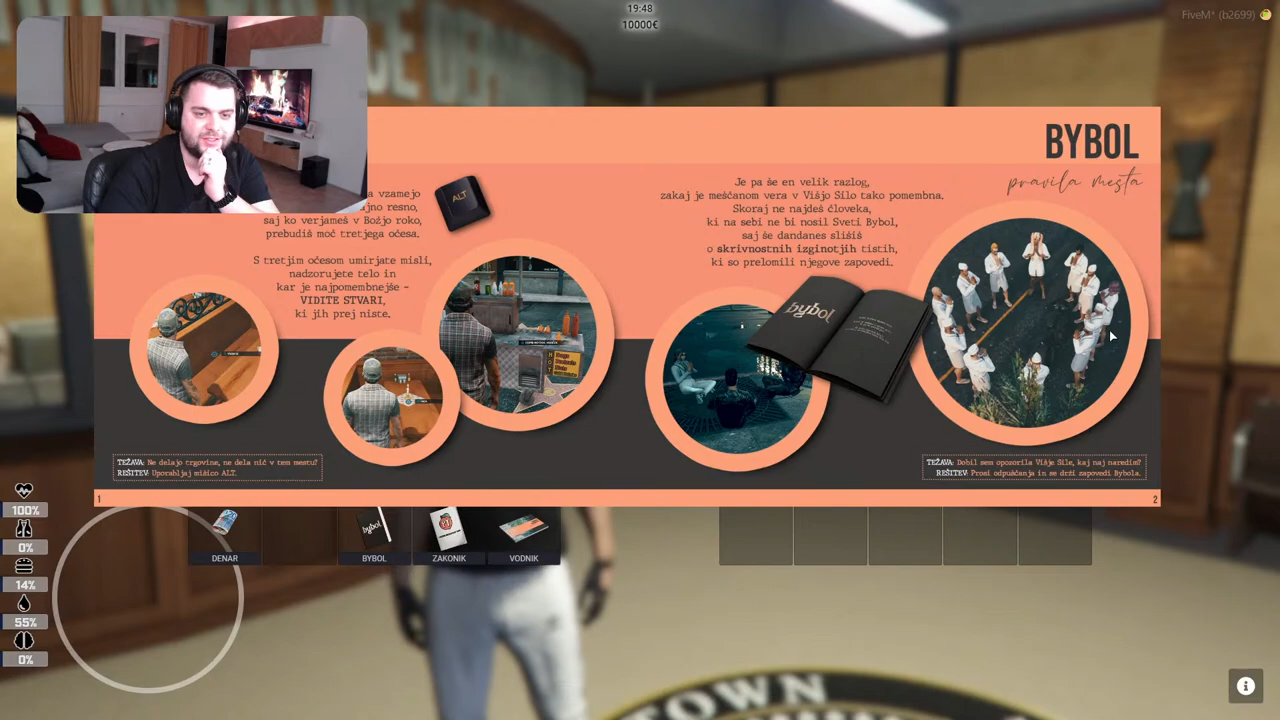 19:48
10000€
FiveM* (b2699)
BYBOL
pravila mesta
a vzamejo
jno resno,
saj ko verjameš v Božjo roko,
prebudiš moč tretjega očesa.
S tretjim očesom umirjate misli,
nadzorujete telo in
kar je najpomembnejše –
VIDITE STVARI,
ki jih prej niste.
ALT
Je pa še en velik razlog,
zakaj je meščanom vera v Višjo Silo tako pomembna.
Skoraj ne najdeš človeka,
ki na sebi ne bi nosil Sveti Bybol,
saj še dandanes slišiš
o skrivnostnih izginotjih tistih,
ki so prelomili njegove zapovedi.
bybol
TEŽAVA: Ne delajo trgovine, ne dela nič v tem mestu?
REŠITEV: Uporabljaj mišico ALT.
TEŽAVA: Dobil sem opozorila Višje Sile, kaj naj naredim?
REŠITEV: Prosi odpuščanja in se drži zapovedi Bybola.
1
2
100%
0%
14%
55%
0%
DENAR
bybol
BYBOL
ZAKONIK
VODNIK
TOWN